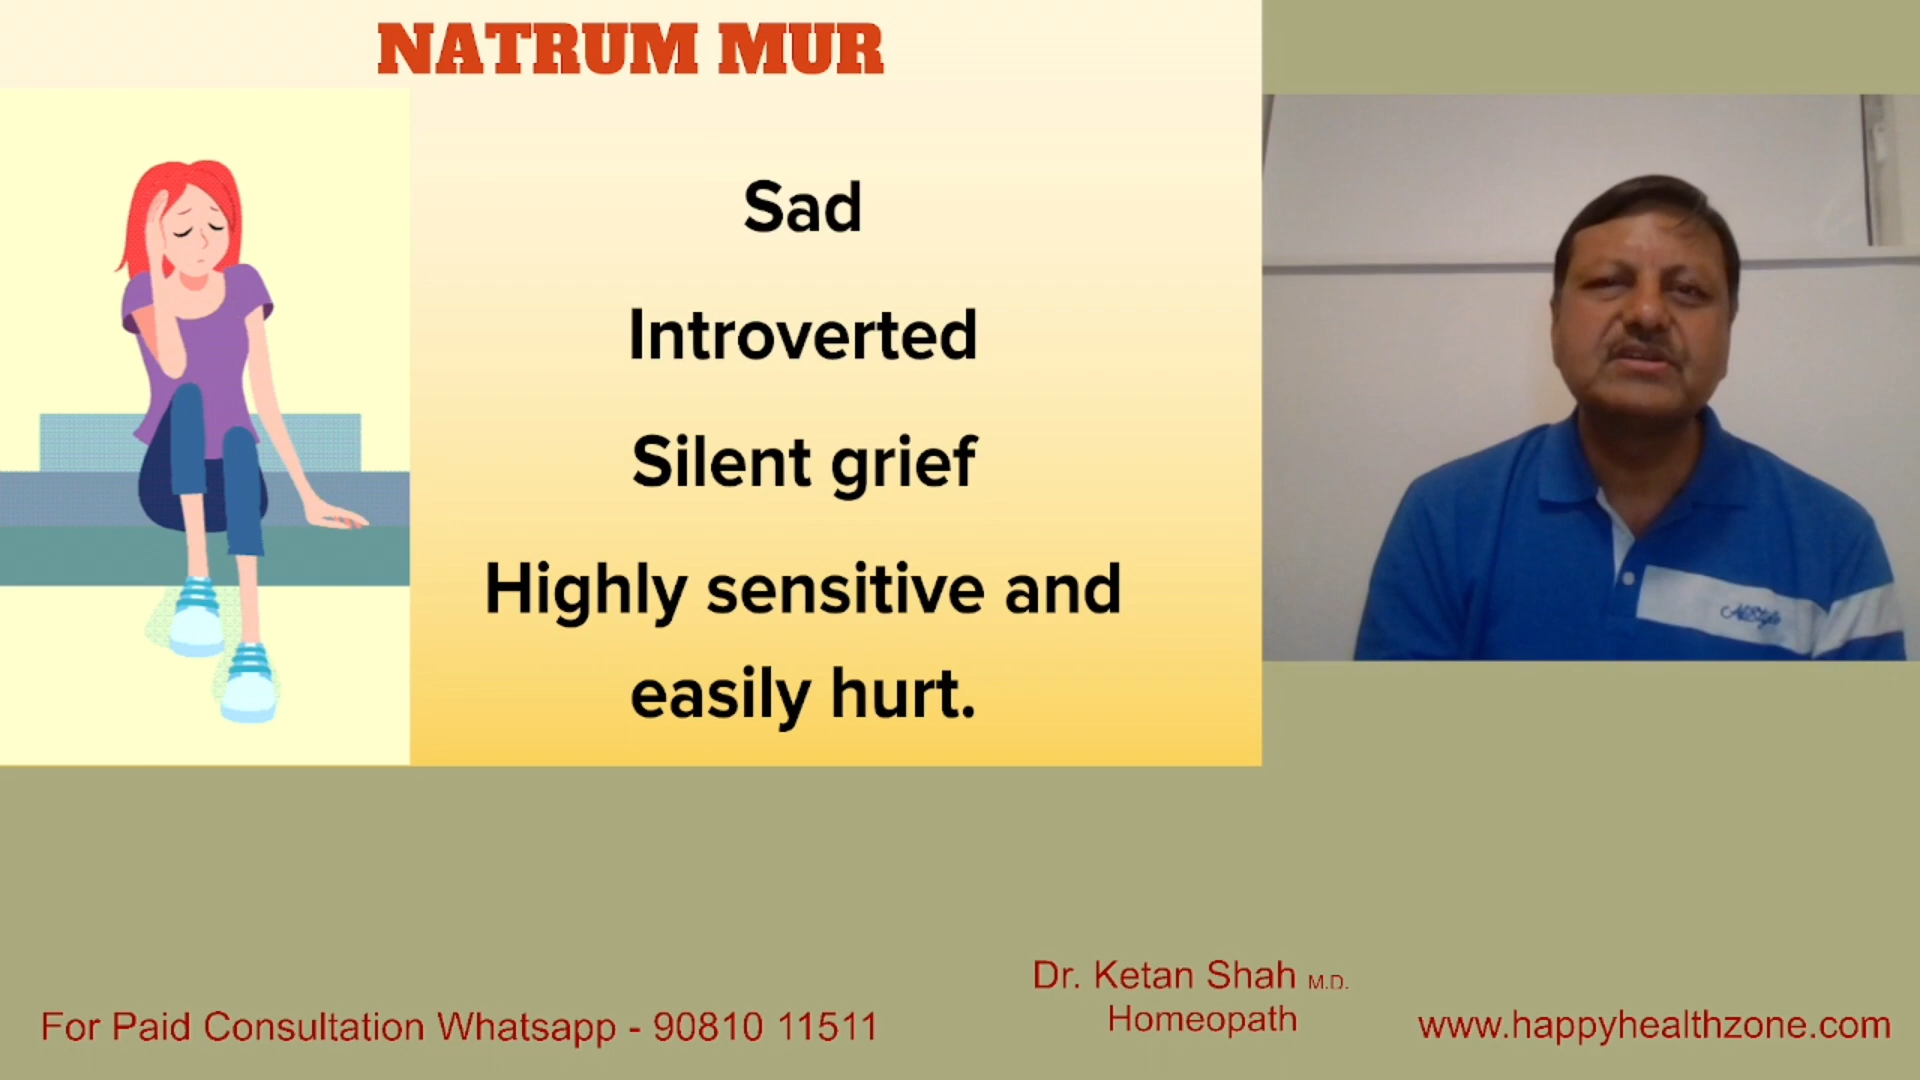 NATRUM MUR
Sad
Introverted
Silent grief
Highly sensitive and
easily hurt.
Dr. Ketan Shah M.D.
Homeopath
For Paid Consultation Whatsapp - 90810 11511
www.happyhealthzone.com